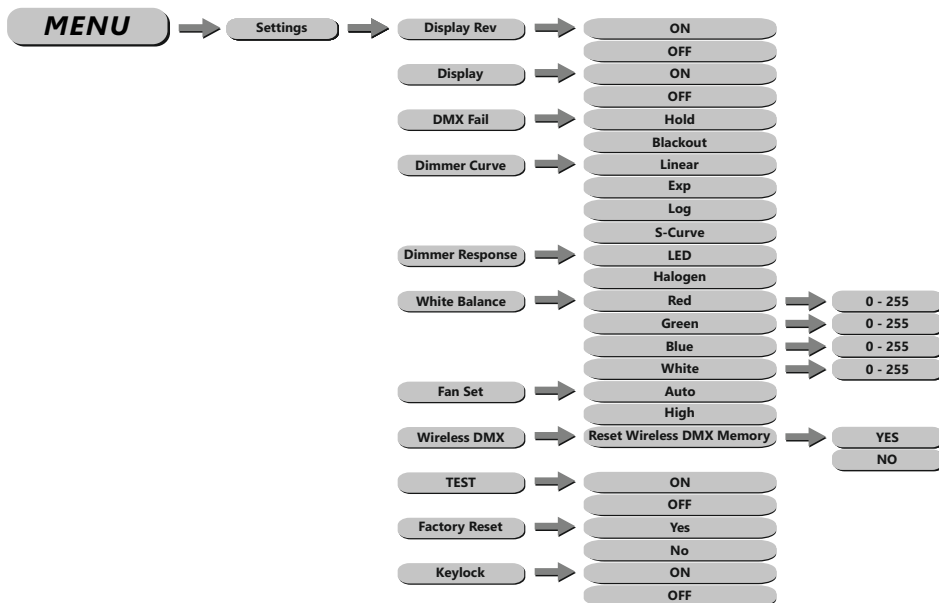 MENU
Settings
Display Rev
ON
OFF
Display
ON
OFF
DMX Fail
Hold
Blackout
Dimmer Curve
Linear
Exp
Log
S-Curve
Dimmer Response
LED
Halogen
White Balance
Red
0 - 255
Green
0 - 255
Blue
0 - 255
White
0 - 255
Fan Set
Auto
High
Wireless DMX
Reset Wireless DMX Memory
YES
NO
TEST
ON
OFF
Factory Reset
Yes
No
Keylock
ON
OFF